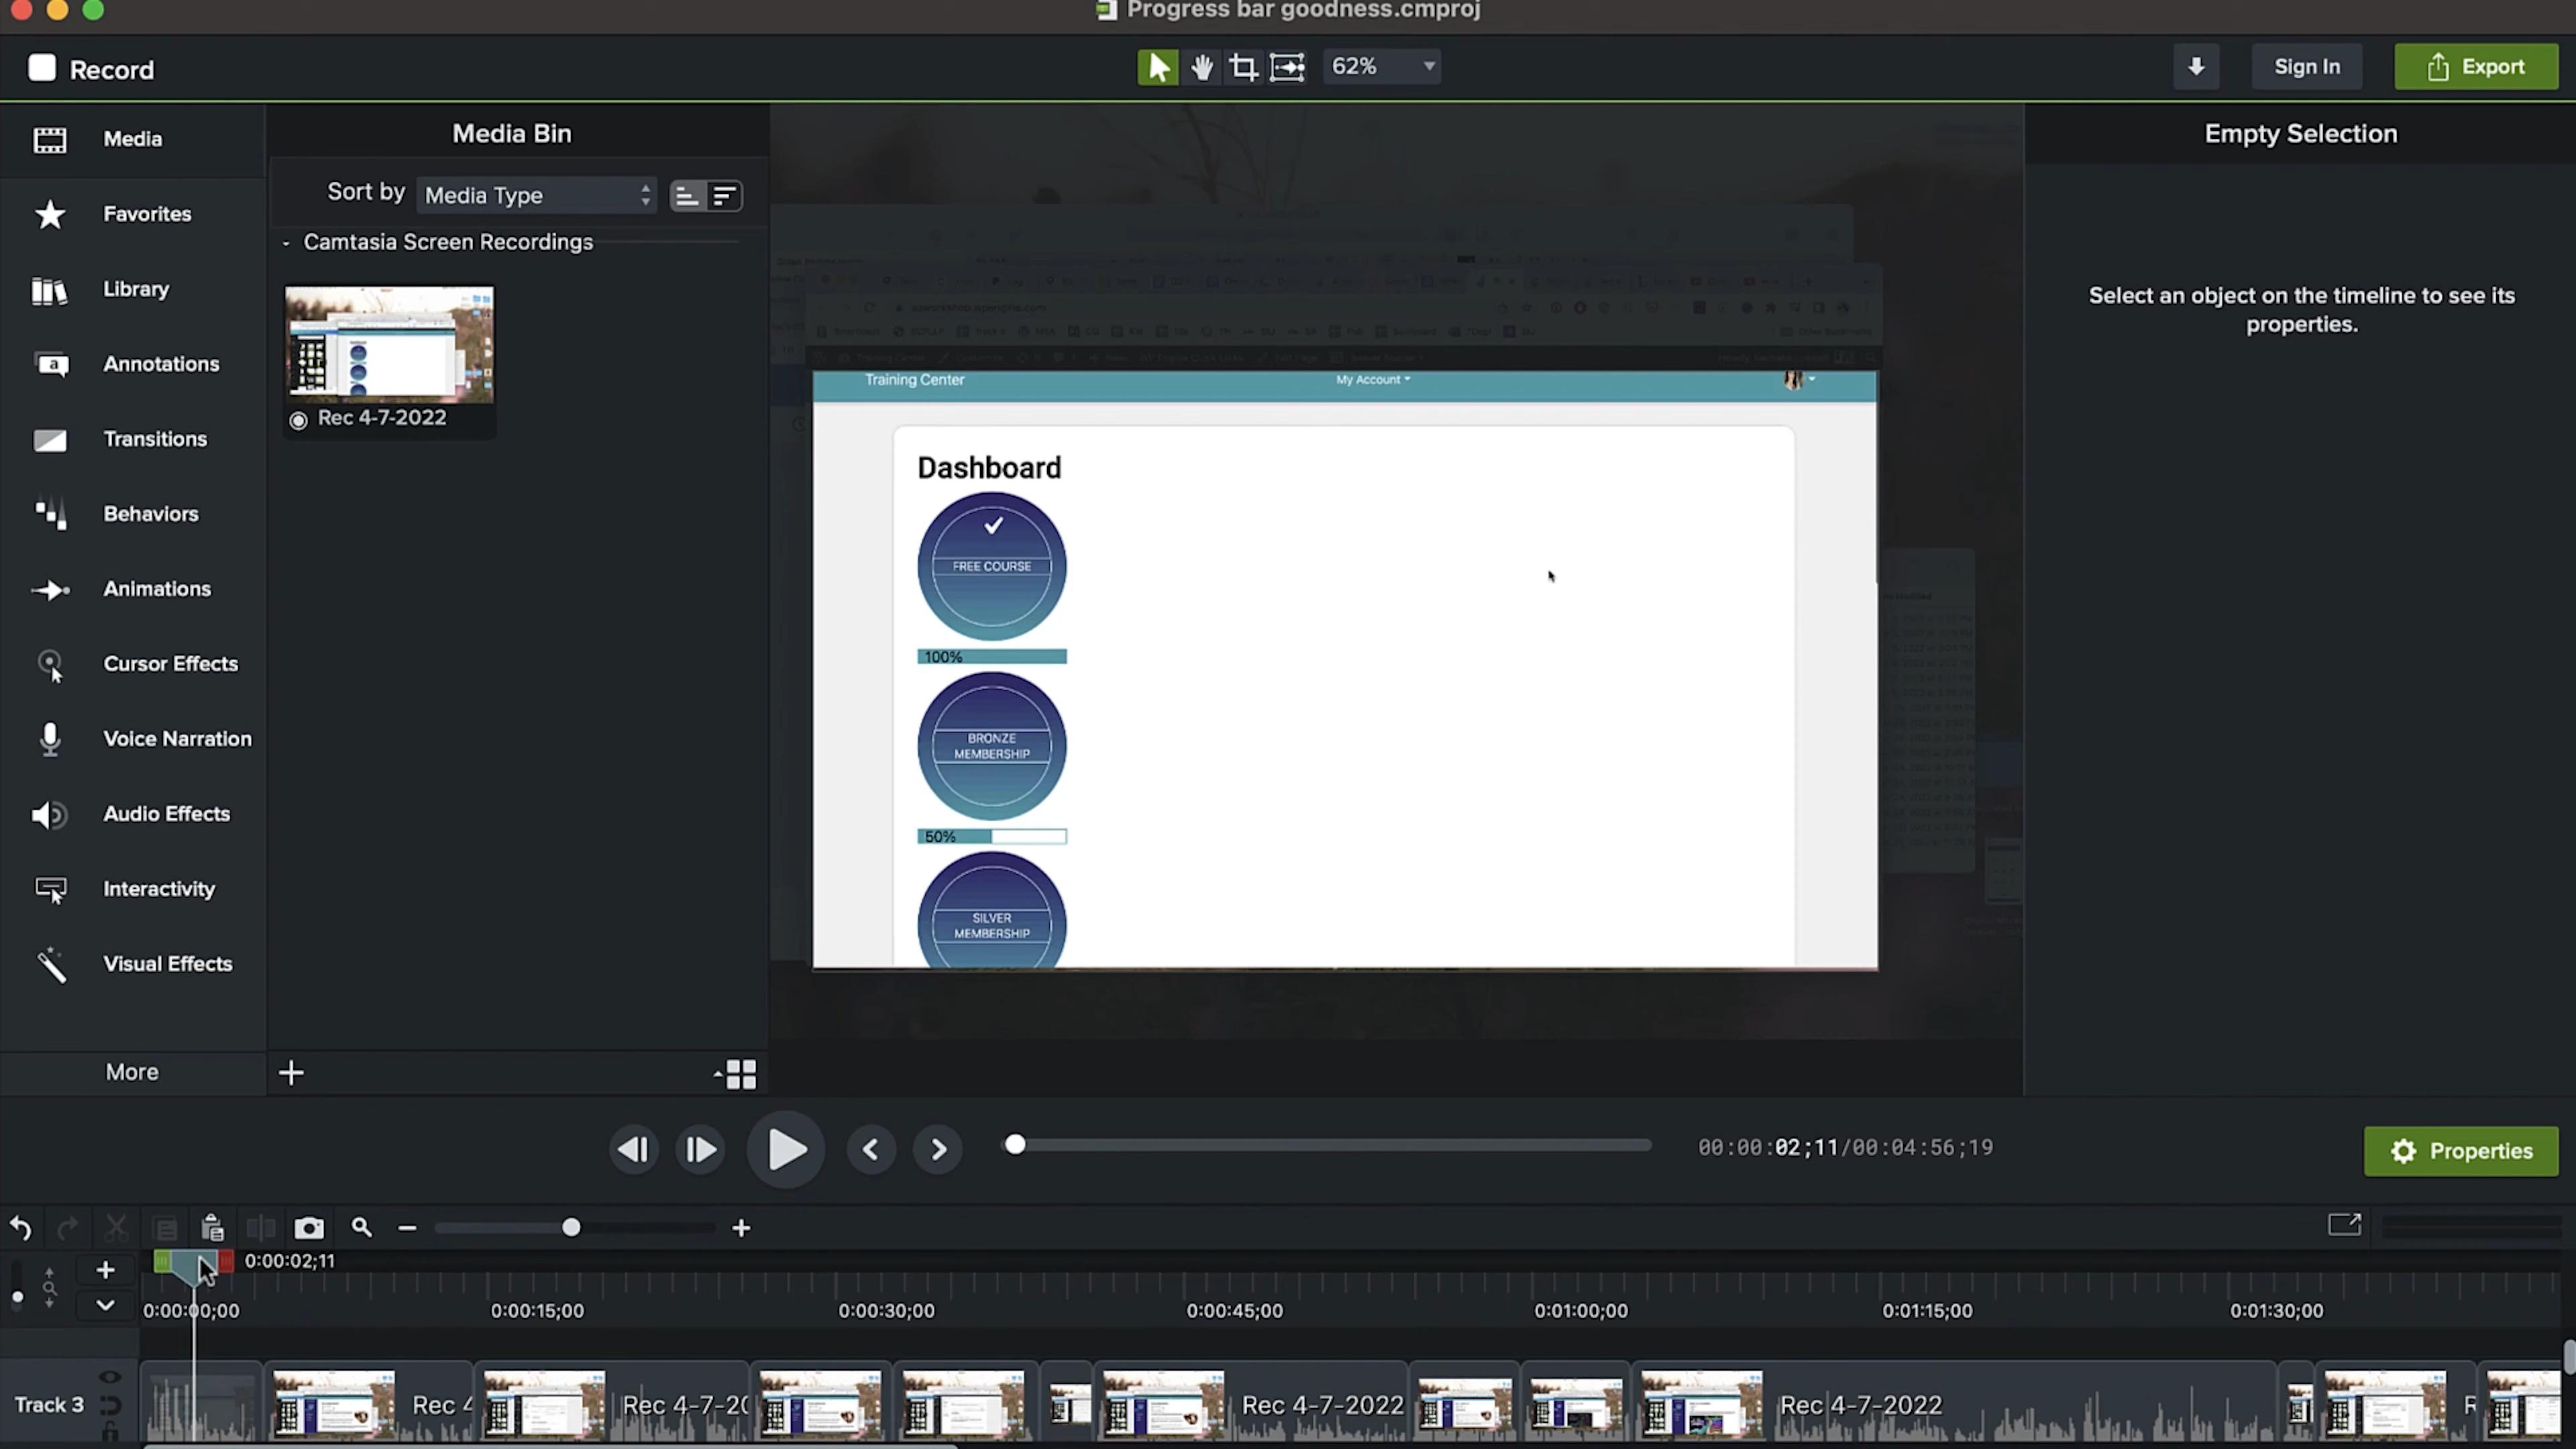 Progress bar goodness.cmproj
Record
62%
Sign In
Export
Media
Favorites
Library
Annotations
Transitions
Behaviors
Animations
Cursor Effects
Voice Narration
Audio Effects
Interactivity
Visual Effects
More
Media Bin
Sort by
Media Type
Camtasia Screen Recordings
Rec 4-7-2022
Training Center
My Account
Dashboard
FREE COURSE
100%
BRONZE
MEMBERSHIP
50%
SILVER
MEMBERSHIP
Empty Selection
Select an object on the timeline to see its
properties.
00:00:02;11/00:04:56;19
Properties
0:00:02;11
0:00:00;00
0:00:15;00
0:00:30;00
0:00:45;00
0:01:00;00
0:01:15;00
0:01:30;00
Track 3
Rec 4
Rec 4-7-20
Rec 4-7-2022
Rec 4-7-2022
R